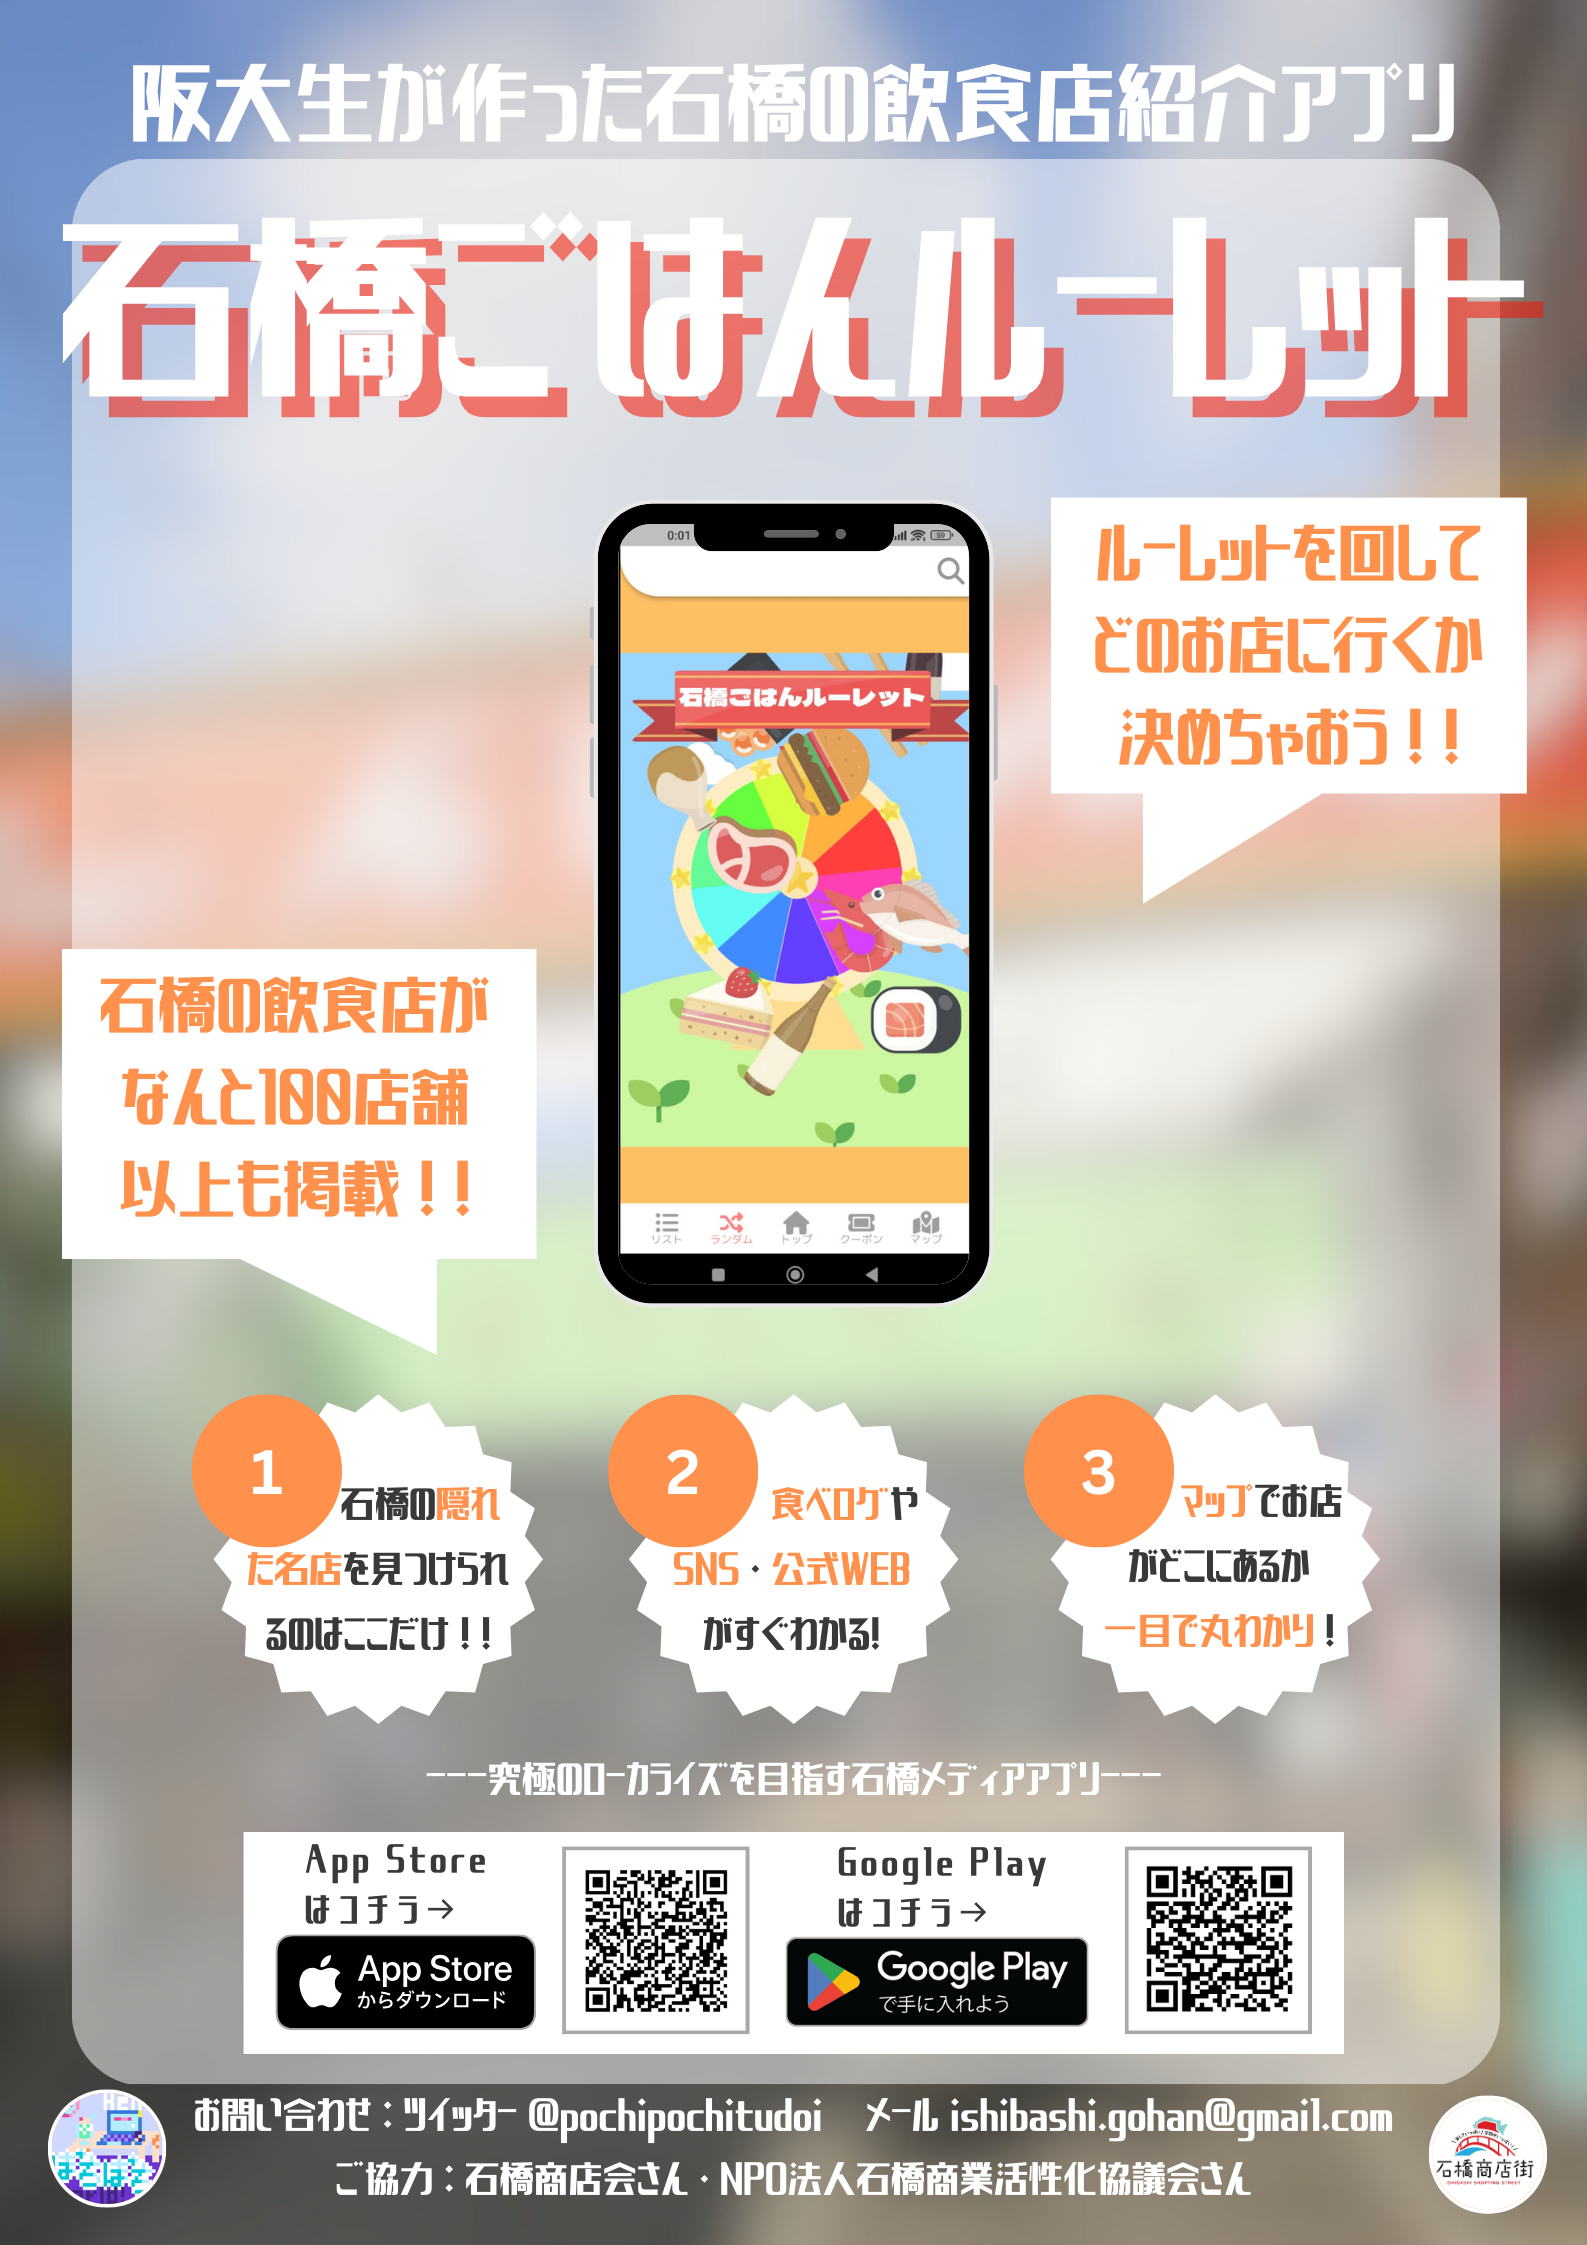 阪大生が作った石橋の飲食店紹介アプリ
石橋ごはんルーレット
ルーレットを回して
どのお店に行くか
決めちゃおう！！
0:01
59
石橋ごはんルーレット
リスト
ランダム
トップ
クーポン
マップ
石橋の飲食店が
なんと100店舗
以上も掲載！！
1
石橋の隠れ
た名店を見つけられ
るのはここだけ！！
2
食べログや
SNS・公式WEB
がすぐわかる!
3
マップでお店
がどこにあるか
一目で丸わかり！
---究極のローカライズを目指す石橋メディアアプリ---
App Store
はコチラ→
App Store
からダウンロード
Google Play
はコチラ→
Google Play
で手に入れよう
お問い合わせ：ツイッター @pochipochitudoi　メール ishibashi.gohan@gmail.com
ご協力：石橋商店会さん・NPO法人石橋商業活性化協議会さん
石橋商店街
ISHIBASHI SHOPPING STREET